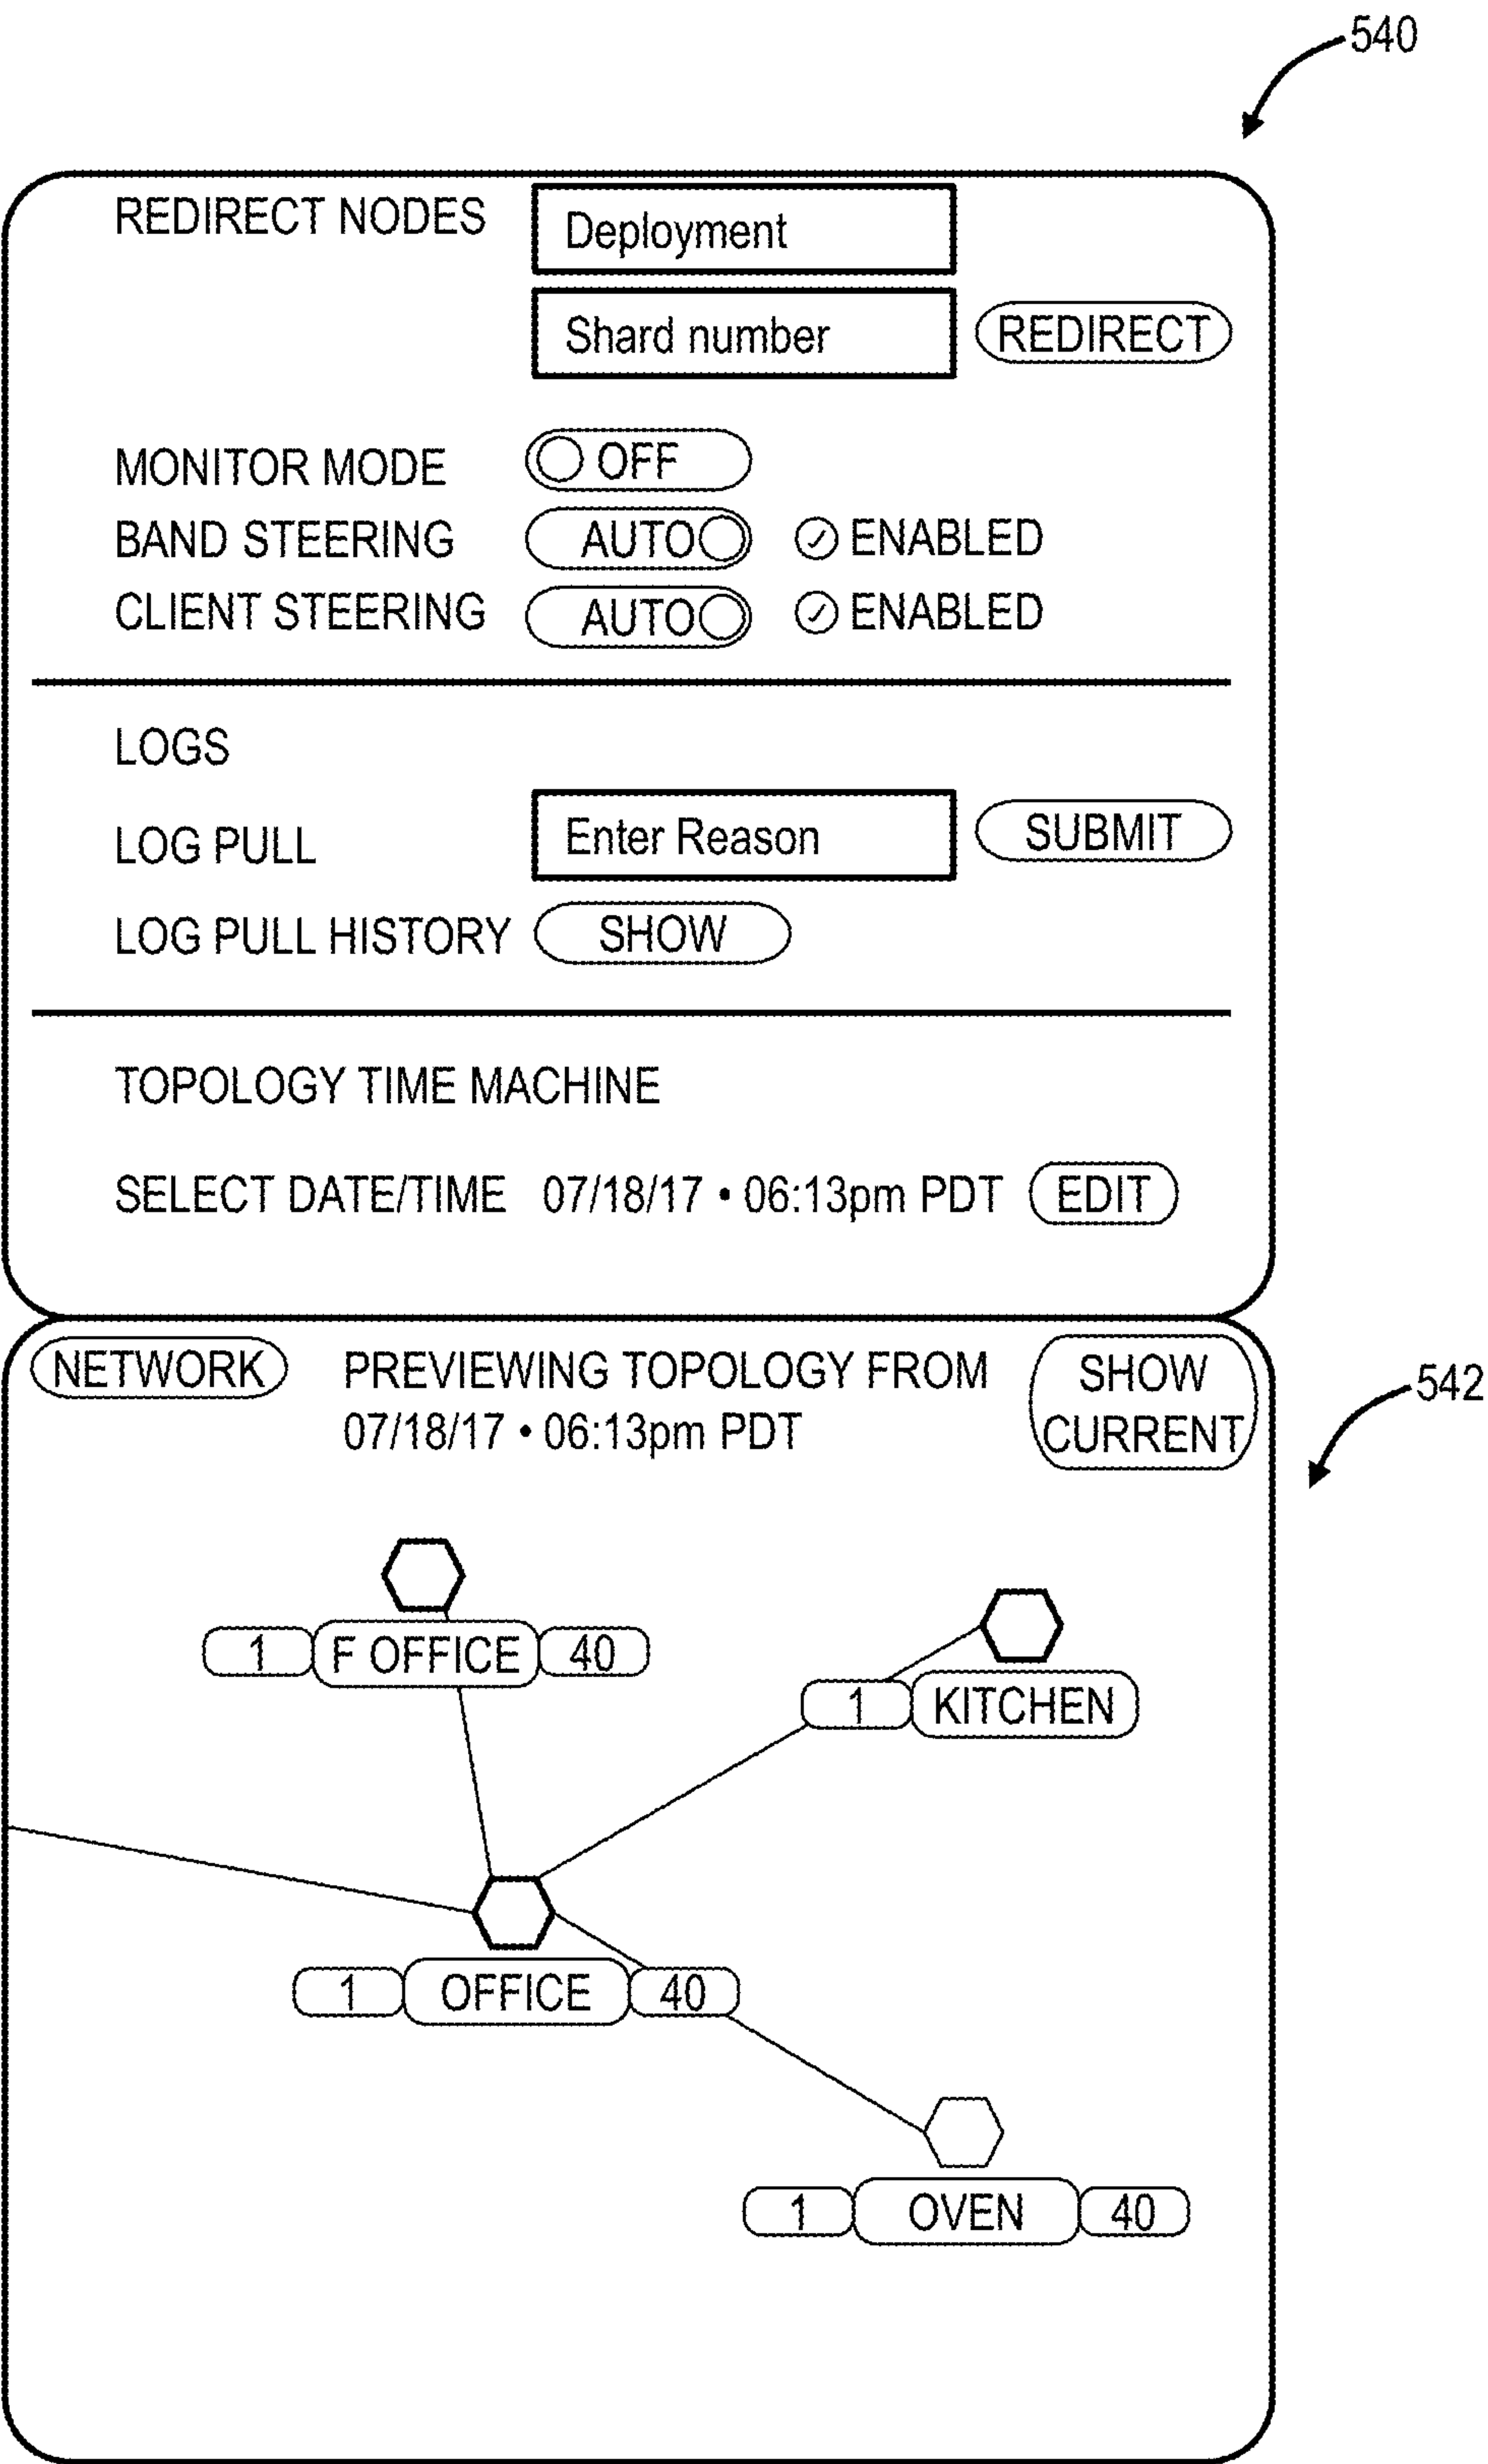 540
REDIRECT NODES Deployment
Shard number REDIRECT
MONITOR MODE OFF
BAND STEERING AUTO ENABLED
CLIENT STEERING AUTO ENABLED
LOGS
LOG PULL Enter Reason SUBMIT
LOG PULL HISTORY SHOW
TOPOLOGY TIME MACHINE
SELECT DATE/TIME 07/18/17 • 06:13pm PDT EDIT
NETWORK PREVIEWING TOPOLOGY FROM SHOW
07/18/17 • 06:13pm PDT CURRENT
542
1 F OFFICE 40
1 KITCHEN
1 OFFICE 40
1 OVEN 40